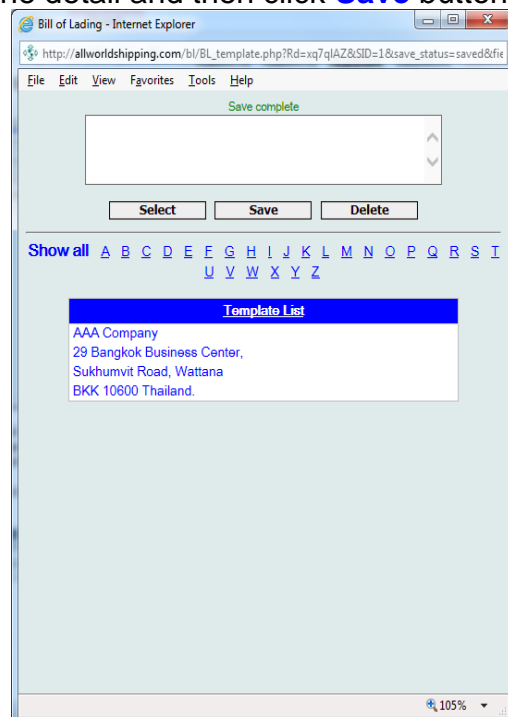 ne detail and then click Save button
Bill of Lading - Internet Explorer
http://allworldshipping.com/bl/BL_template.php?Rd=xq7qlAZ&SID=1&save_status=saved&fie
File Edit View Favorites Tools Help
Save complete
Select Save Delete
Show all A B C D E F G H I J K L M N O P Q R S T
U V W X Y Z
Template List
AAA Company
29 Bangkok Business Center,
Sukhumvit Road, Wattana
BKK 10600 Thailand.
105%